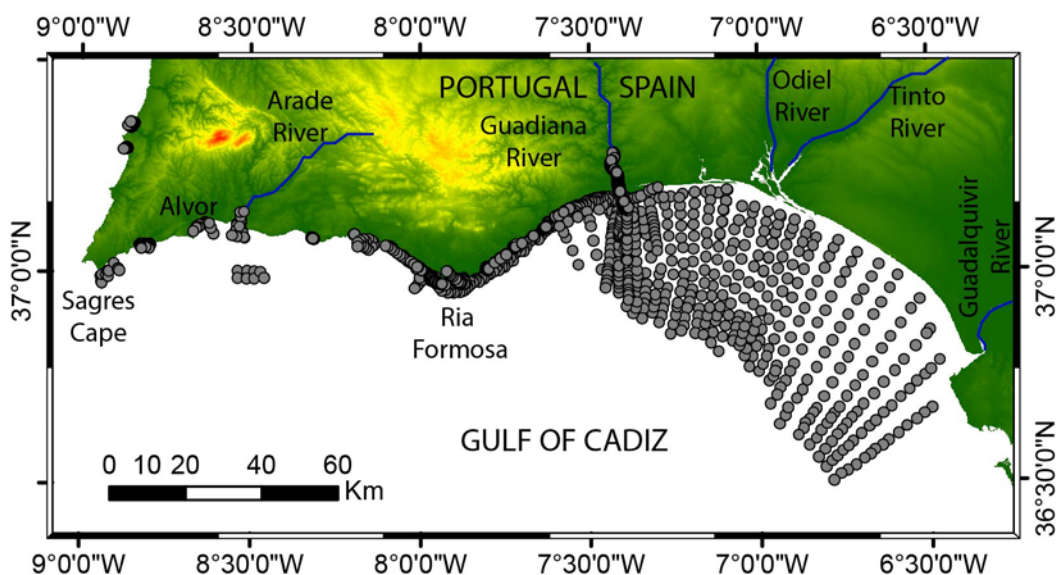 9°0'0"W 8°30'0"W 8°0'0"W 7°30'0"W 7°0'0"W 6°30'0"W
PORTUGAL SPAIN
Odiel
River
Arade
River
Tinto
River
Guadiana
River
Alvor
Guadalquivir
River
37°0'0"N
37°0'0"N
Sagres
Cape
Ria
Formosa
GULF OF CADIZ
0 10 20 40 60
Km
36°30'0"N
9°0'0"W 8°30'0"W 8°0'0"W 7°30'0"W 7°0'0"W 6°30'0"W